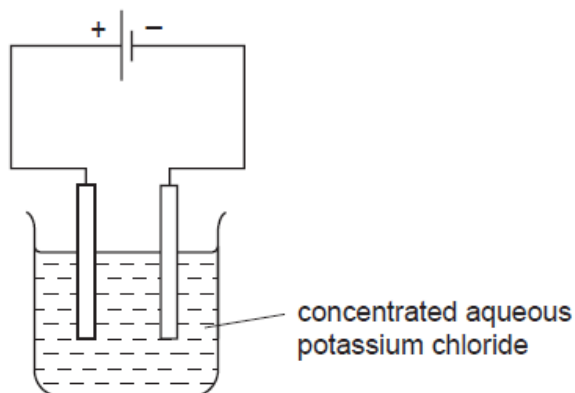 + −
concentrated aqueous
potassium chloride